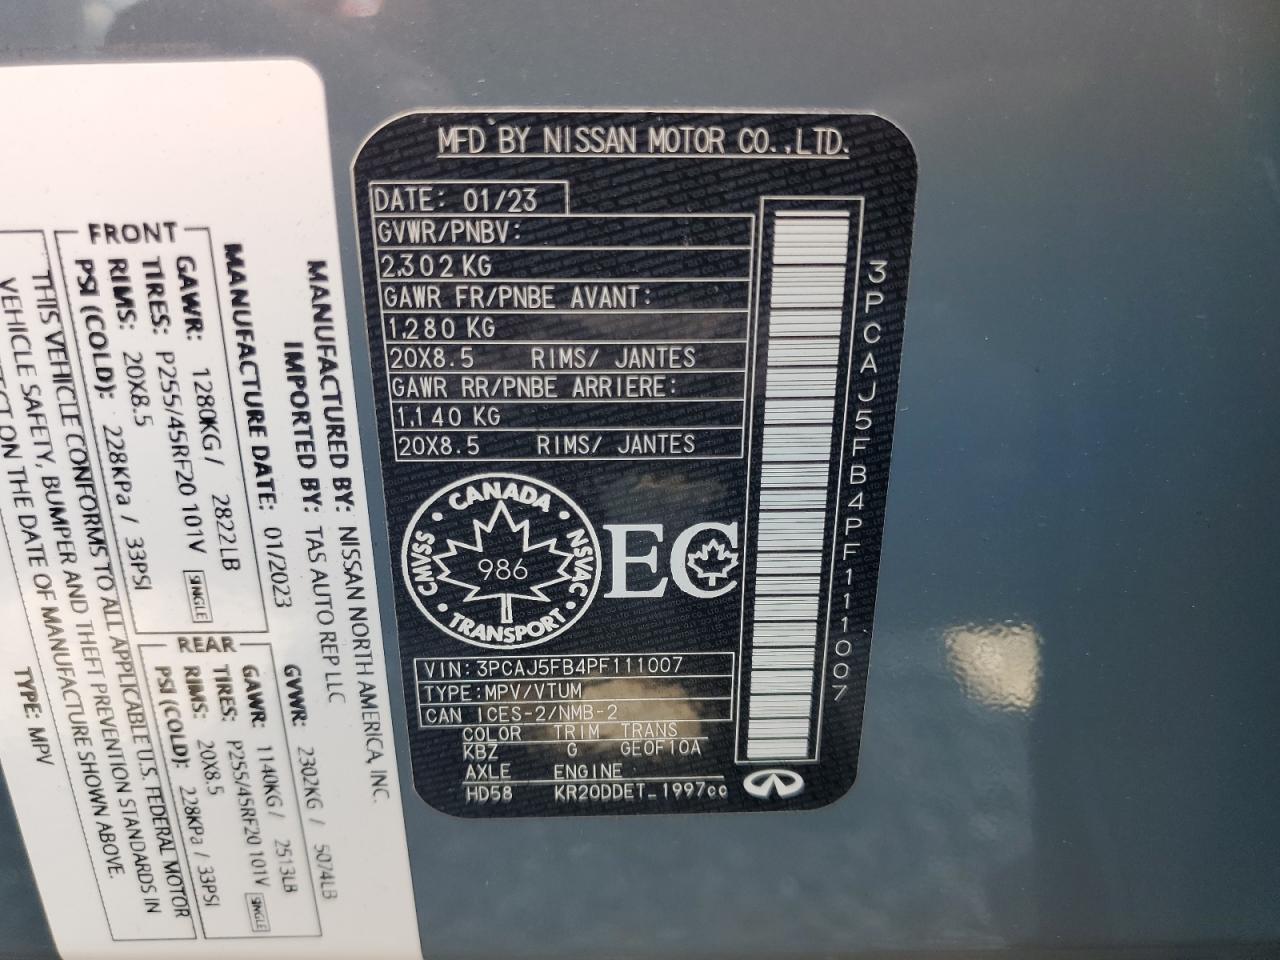 MFD BY NISSAN MOTOR CO.,LTD.
DATE: 01/23
GVWR/PNBV:
2,302 KG
GAWR FR/PNBE AVANT:
1,280 KG
20X8.5 RIMS/ JANTES
GAWR RR/PNBE ARRIERE:
1,140 KG
20X8.5 RIMS/ JANTES
CANADA
CMVSS
NSVAC
986
TRANSPORT
EC
VIN: 3PCAJ5FB4PF111007
TYPE: MPV/VTUM
CAN ICES-2/NMB-2
COLOR TRIM TRANS
KBZ G GE0F10A
AXLE ENGINE
HD58 KR20DDET_1997cc
3PCAJ5FB4PF111007
MANUFACTURED BY: NISSAN NORTH AMERICA, INC.
IMPORTED BY: TAS AUTO REP LLC
MANUFACTURE DATE: 01/2023 GVWR: 2302KG / 5074LB
FRONT
GAWR: 1280KG / 2822LB
TIRES: P255/45RF20 101V SINGLE
RIMS: 20X8.5
PSI (COLD): 228KPa / 33PSI
REAR
GAWR: 1140KG / 2513LB
TIRES: P255/45RF20 101V SINGLE
RIMS: 20X8.5
PSI (COLD): 228KPa / 33PSI
THIS VEHICLE CONFORMS TO ALL APPLICABLE U.S. FEDERAL MOTOR
VEHICLE SAFETY, BUMPER AND THEFT PREVENTION STANDARDS IN
ON THE DATE OF MANUFACTURE SHOWN ABOVE.
TYPE: MPV